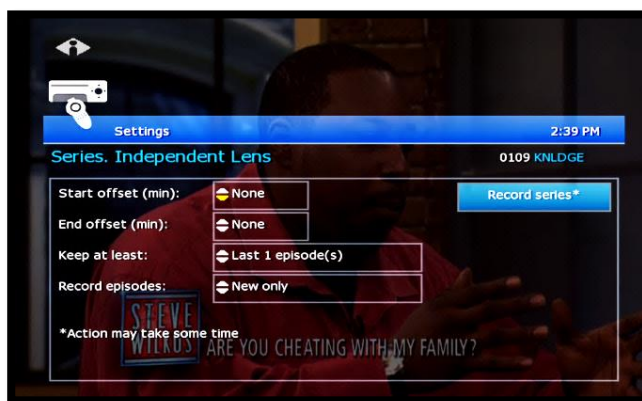 Settings 2:39 PM
Series. Independent Lens 0109 KNLDGE
Start offset (min): None Record series*
End offset (min): None
Keep at least: Last 1 episode(s)
Record episodes: New only
*Action may take some time
STEVE
WILKOS ARE YOU CHEATING WITH MY FAMILY?